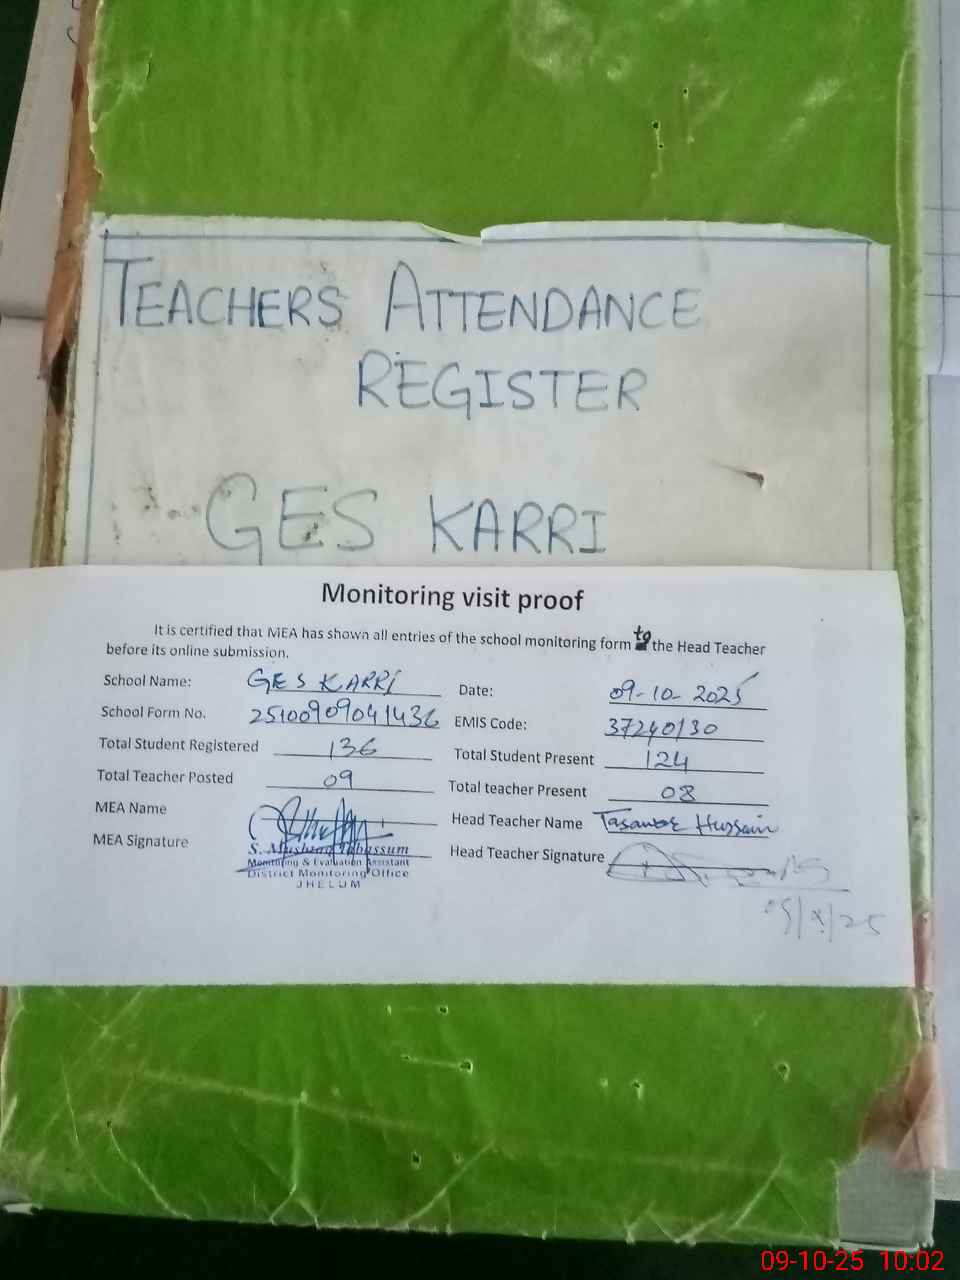 TEACHERS ATTENDANCE
REGISTER
GES KARRI
Monitoring visit proof
It is certified that MEA has shown all entries of the school monitoring form to the Head Teacher
before its online submission.
School Name: GES KARRI Date: 09-10-2025
School Form No. 25100909041436 EMIS Code: 37240130
Total Student Registered 136 Total Student Present 124
Total Teacher Posted 09 Total teacher Present 08
MEA Name Head Teacher Name Tasawar Hussain
MEA Signature Head Teacher Signature
S. Mushtaq Tabassum
Monitoring & Evaluation Assistant
District Monitoring Office
JHELUM
09-10-25 10:02